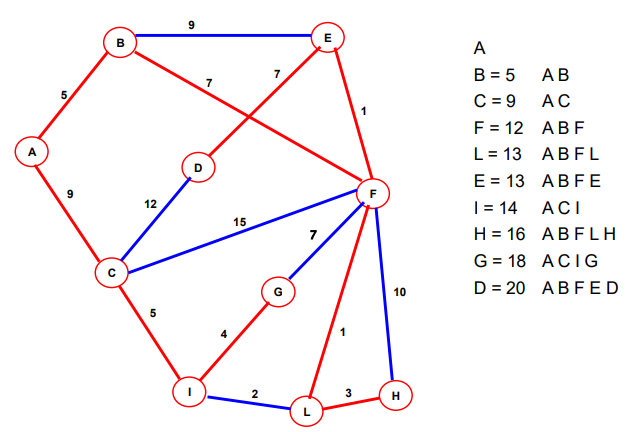 9
B
E
7
7
5
1
A
D
9
12
F
15
7
C
G
10
5
4
1
I
2
3
H
L
A
B = 5 A B
C = 9 A C
F = 12 A B F
L = 13 A B F L
E = 13 A B F E
I = 14 A C I
H = 16 A B F L H
G = 18 A C I G
D = 20 A B F E D